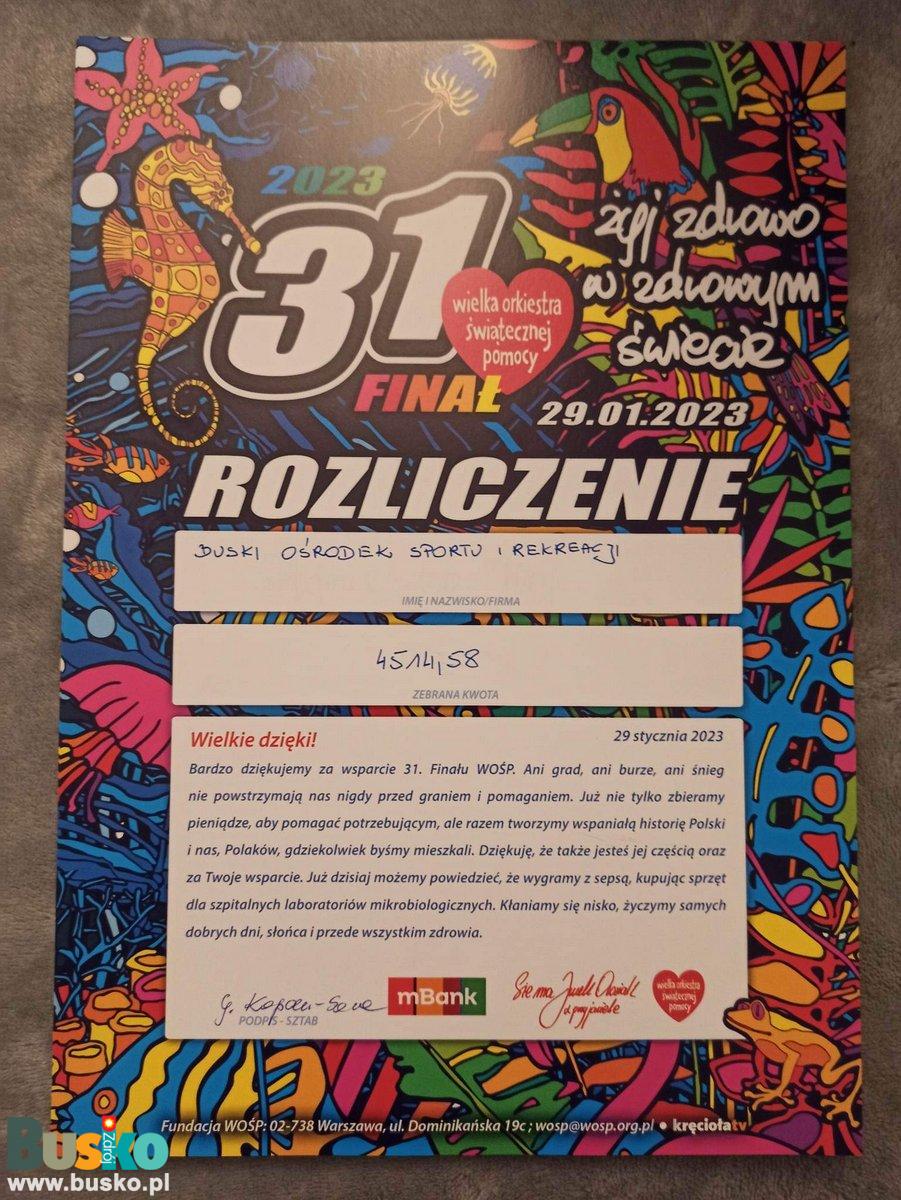 2023
31
FINAŁ
wielka orkiestra
świątecznej
pomocy
żyj zdrowo
w zdrowym
świecie
29.01.2023
ROZLICZENIE
BUSKI OŚRODEK SPORTU I REKREACJI
IMIĘ I NAZWISKO/FIRMA
4514,58
ZEBRANA KWOTA
Wielkie dzięki!
29 stycznia 2023
Bardzo dziękujemy za wsparcie 31. Finału WOŚP. Ani grad, ani burze, ani śnieg
nie powstrzymają nas nigdy przed graniem i pomaganiem. Już nie tylko zbieramy
pieniądze, aby pomagać potrzebującym, ale razem tworzymy wspaniałą historię Polski
i nas, Polaków, gdziekolwiek byśmy mieszkali. Dziękuję, że także jesteś jej częścią oraz
za Twoje wsparcie. Już dzisiaj możemy powiedzieć, że wygramy z sepsą, kupując sprzęt
dla szpitalnych laboratoriów mikrobiologicznych. Kłaniamy się nisko, życzymy samych
dobrych dni, słońca i przede wszystkim zdrowia.
PODPIS - SZTAB
mBank
Sie ma Jurek Owsiak
z przyjaciele
wielka orkiestra
świątecznej
pomocy
Fundacja WOŚP: 02-738 Warszawa, ul. Dominikańska 19c ; wosp@wosp.org.pl • kręciołatv
Busko
Zdrój
www.busko.pl